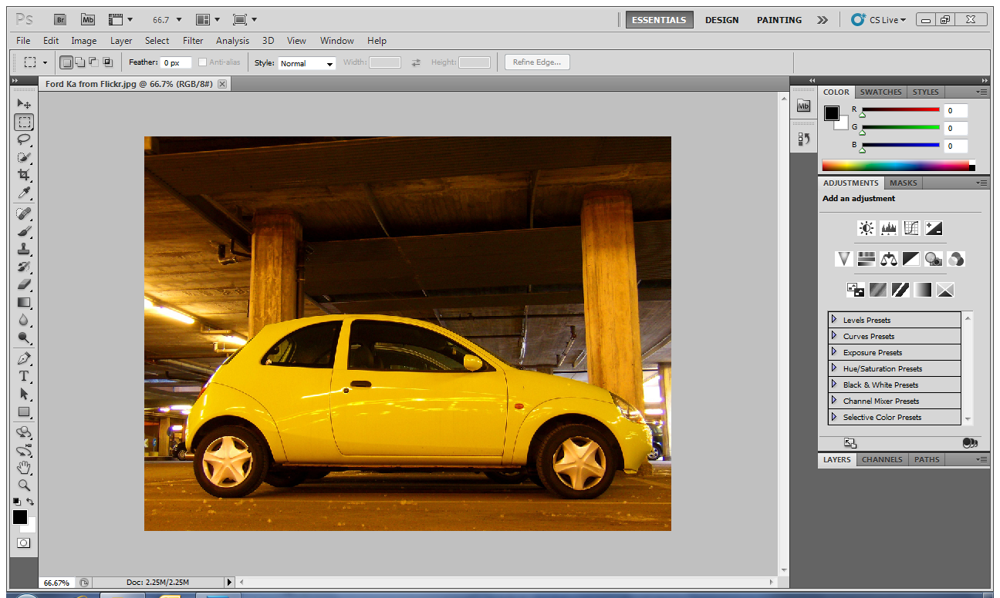 Ps Br Mb 66.7 ESSENTIALS DESIGN PAINTING CS Live
File Edit Image Layer Select Filter Analysis 3D View Window Help
Feather: 0 px Anti-alias Style: Normal Width: Height: Refine Edge...
Ford Ka from Flickr.jpg @ 66.7% (RGB/8#)
COLOR SWATCHES STYLES
Mb
R 0
G 0
B 0
ADJUSTMENTS MASKS
Add an adjustment
Levels Presets
Curves Presets
Exposure Presets
Hue/Saturation Presets
Black & White Presets
Channel Mixer Presets
Selective Color Presets
T
LAYERS CHANNELS PATHS
66.67% Doc: 2.25M/2.25M